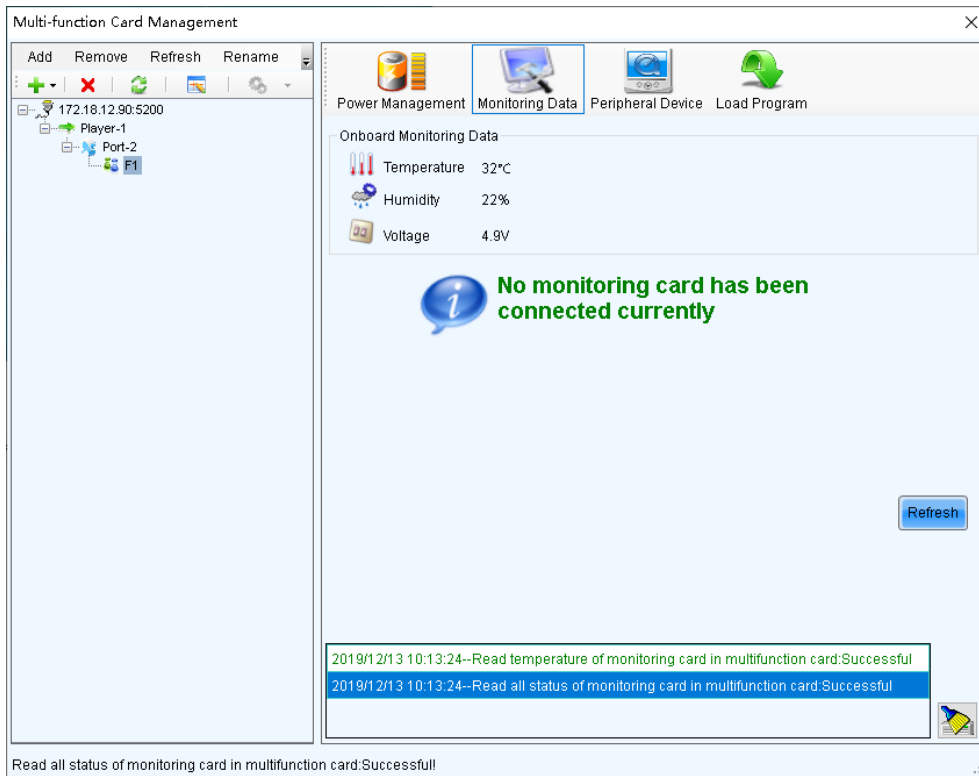 Multi-function Card Management
Add Remove Refresh Rename
172.18.12.90:5200
Player-1
Port-2
F1
Power Management Monitoring Data Peripheral Device Load Program
Onboard Monitoring Data
Temperature 32°C
Humidity 22%
Voltage 4.9V
No monitoring card has been
connected currently
Refresh
2019/12/13 10:13:24--Read temperature of monitoring card in multifunction card:Successful
2019/12/13 10:13:24--Read all status of monitoring card in multifunction card:Successful
Read all status of monitoring card in multifunction card:Successful!